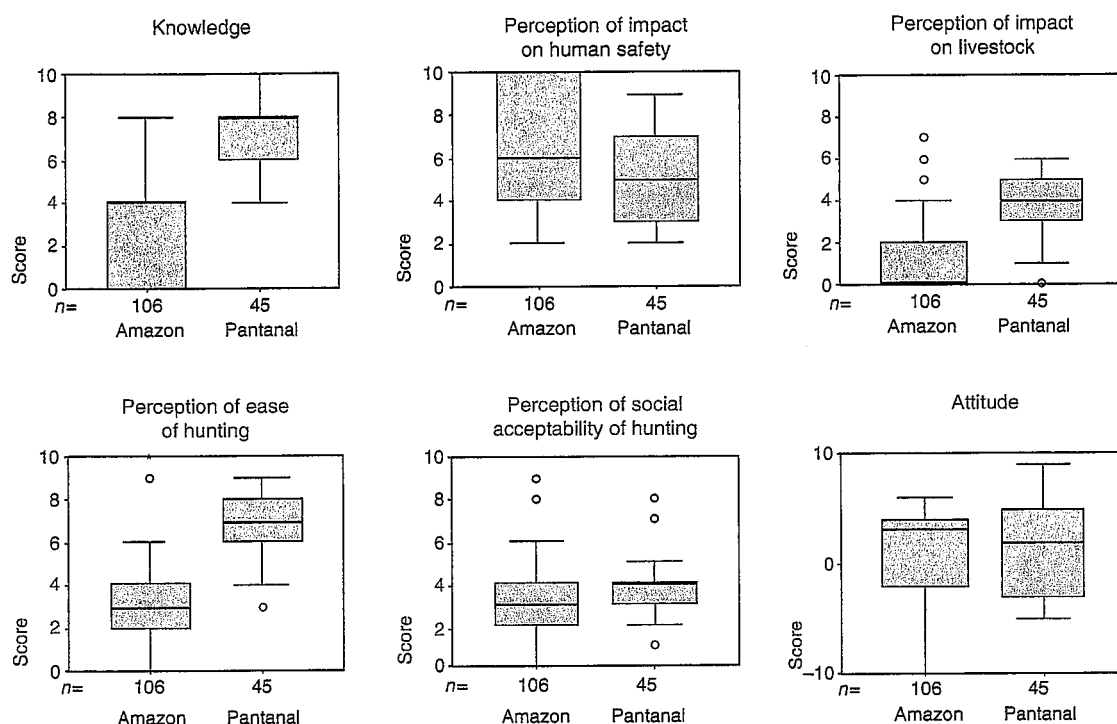 Knowledge
10
8
6
4
2
0
Score
n=
106
45
Amazon
Pantanal
Perception of impact
on human safety
10
8
6
4
2
0
Score
n=
106
45
Amazon
Pantanal
Perception of impact
on livestock
10
8
6
4
2
0
Score
n=
106
45
Amazon
Pantanal
Perception of ease
of hunting
10
8
6
4
2
0
Score
n=
106
45
Amazon
Pantanal
Perception of social
acceptability of hunting
10
8
6
4
2
0
Score
n=
106
45
Amazon
Pantanal
Attitude
10
0
−10
Score
n=
106
45
Amazon
Pantanal